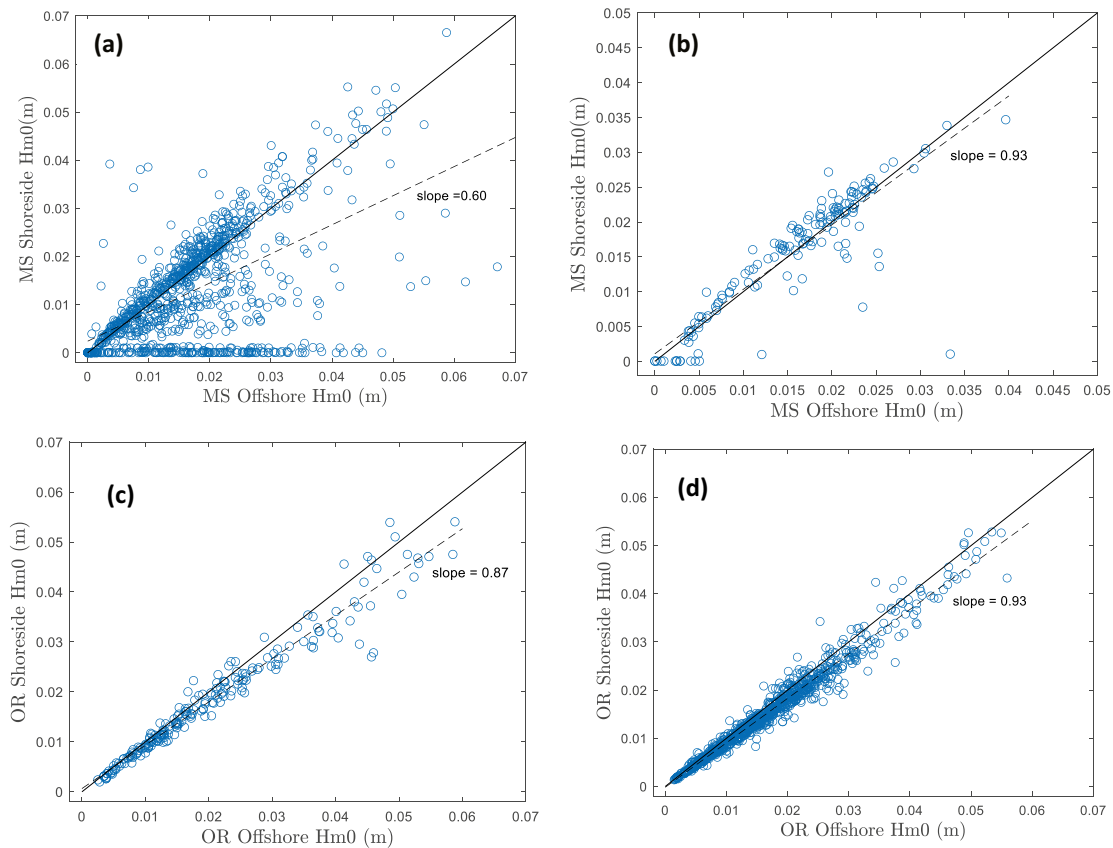 (a)
0.07
0.06
0.05
0.04
0.03
0.02
0.01
0
MS Shoreside Hm0(m)
slope =0.60
0 0.01 0.02 0.03 0.04 0.05 0.06 0.07
MS Offshore Hm0 (m)
(b)
0.05
0.045
0.04
0.035
0.03
0.025
0.02
0.015
0.01
0.005
0
MS Shoreside Hm0 (m)
slope = 0.93
0 0.005 0.01 0.015 0.02 0.025 0.03 0.035 0.04 0.045 0.05
MS Offshore Hm0 (m)
(c)
0.07
0.06
0.05
0.04
0.03
0.02
0.01
0
OR Shoreside Hm0 (m)
slope = 0.87
0 0.01 0.02 0.03 0.04 0.05 0.06 0.07
OR Offshore Hm0 (m)
(d)
0.07
0.06
0.05
0.04
0.03
0.02
0.01
0
OR Shoreside Hm0 (m)
slope = 0.93
0 0.01 0.02 0.03 0.04 0.05 0.06 0.07
OR Offshore Hm0 (m)